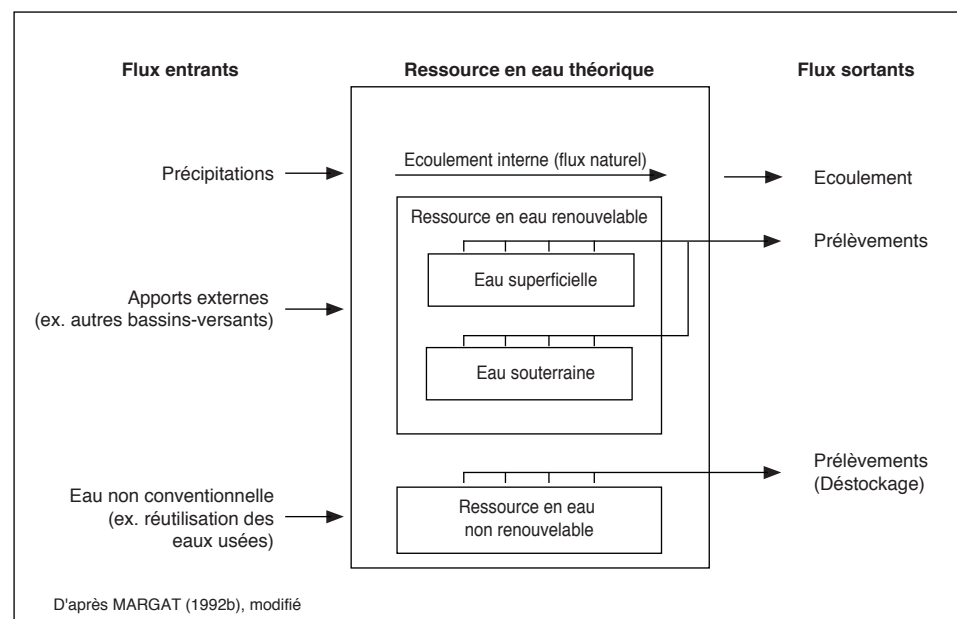 Flux entrants
Ressource en eau théorique
Flux sortants
Précipitations
Ecoulement interne (flux naturel)
Ecoulement
Ressource en eau renouvelable
Prélèvements
Eau superficielle
Apports externes
(ex. autres bassins-versants)
Eau souterraine
Prélèvements
(Déstockage)
Eau non conventionnelle
(ex. réutilisation des
eaux usées)
Ressource en eau
non renouvelable
D'après MARGAT (1992b), modifié